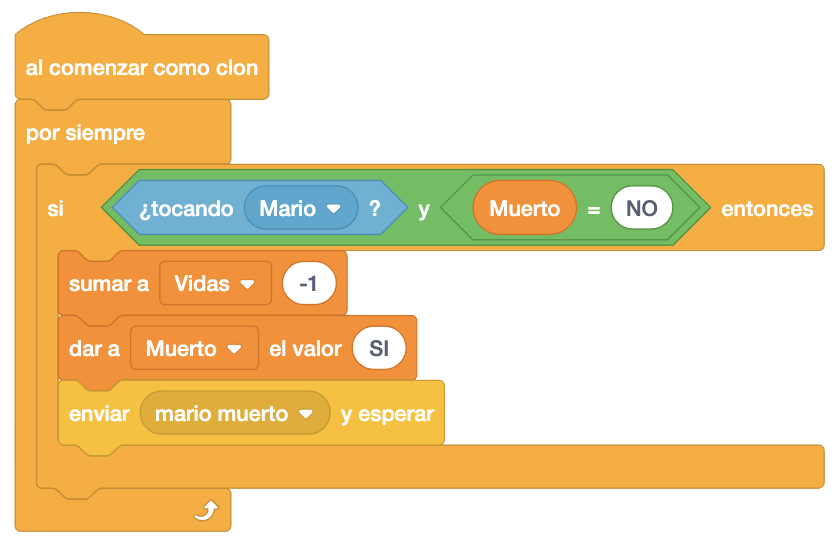 al comenzar como clon
por siempre
si ¿tocando Mario ? y Muerto = NO entonces
sumar a Vidas -1
dar a Muerto el valor SI
enviar mario muerto y esperar